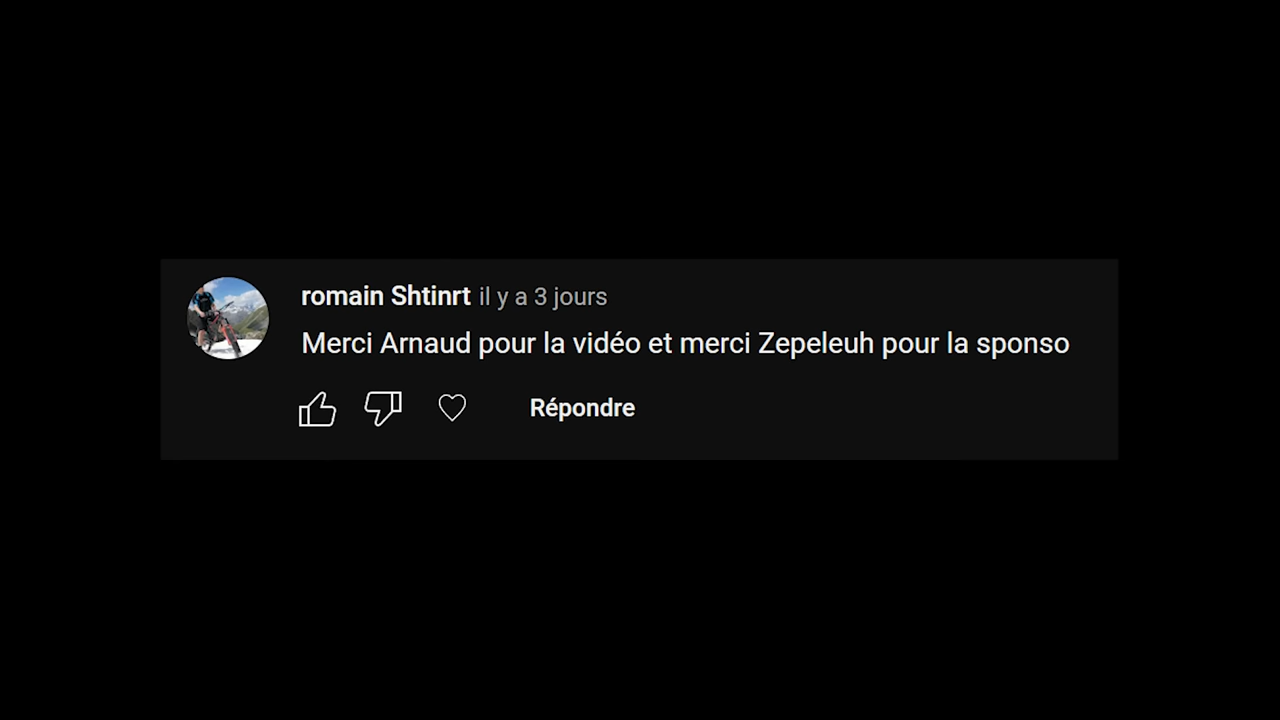 romain Shtinrt il y a 3 jours
Merci Arnaud pour la vidéo et merci Zepeleuh pour la sponso
Répondre